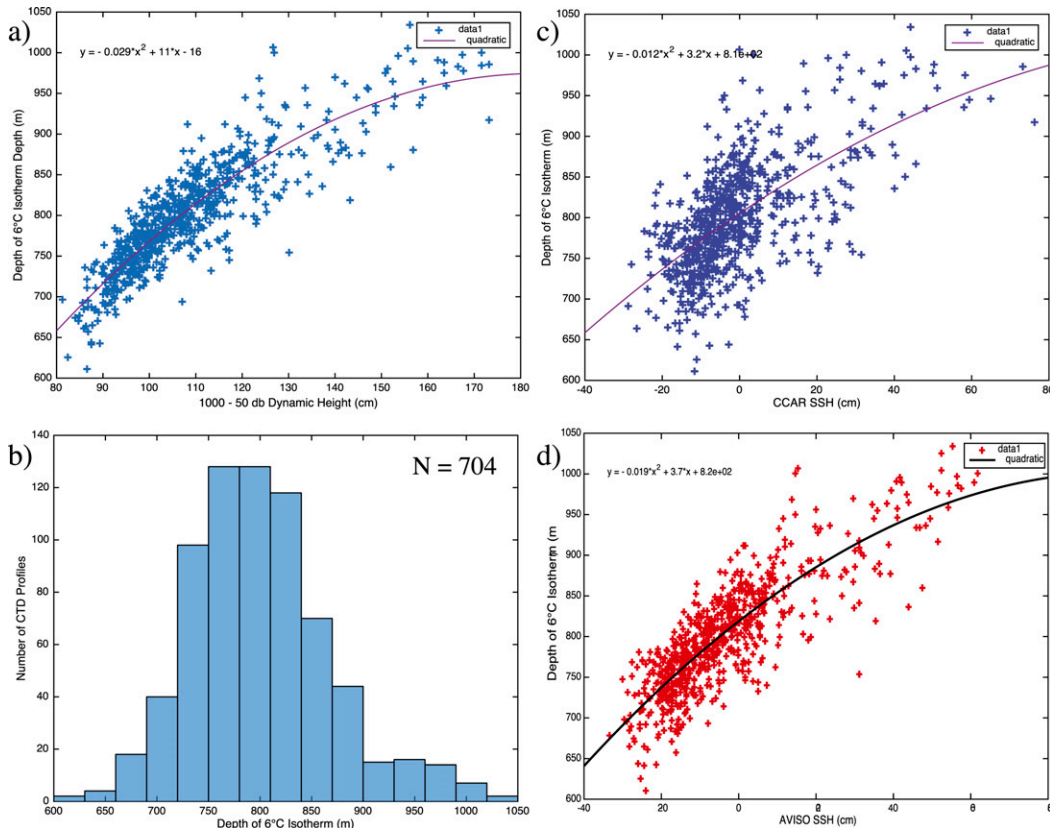 a)
y = - 0.029*x² + 11*x - 16
data1
quadratic
Depth of 6°C Isotherm Depth (m)
1050
1000
950
900
850
800
750
700
650
600
80 90 100 110 120 130 140 150 160 170 180
1000 - 50 db Dynamic Height (cm)
c)
y = - 0.012*x² + 3.2*x + 8.1e+02
data1
quadratic
Depth of 6°C Isotherm (m)
1050
1000
950
900
850
800
750
700
650
600
-40 -20 0 20 40 60 80
CCAR SSH (cm)
b)
N = 704
Number of CTD Profiles
140
120
100
80
60
40
20
0
600 650 700 750 800 850 900 950 1000 1050
Depth of 6°C Isotherm (m)
d)
y = - 0.019*x² + 3.7*x + 8.2e+02
data1
quadratic
Depth of 6°C Isotherm (m
1050
1000
950
900
850
800
750
700
650
600
-40 -20 0 40
AVISO SSH (cm)